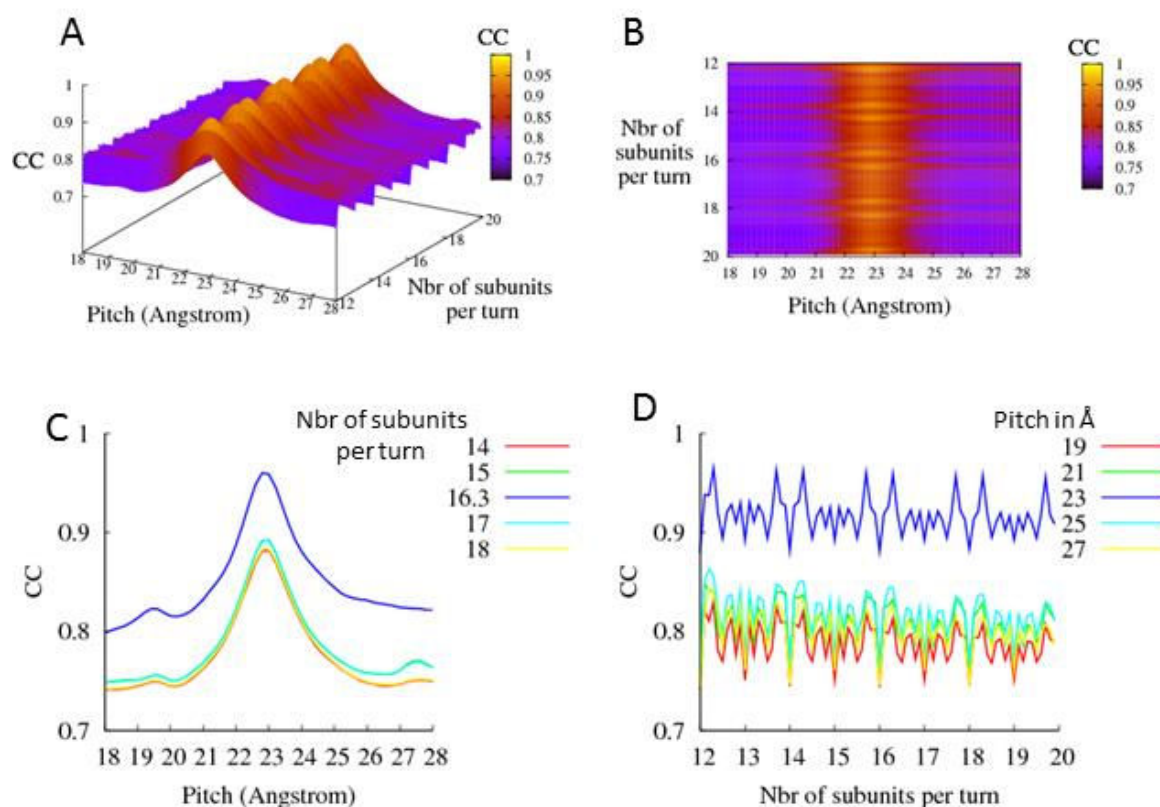 A
CC
1
0.95
0.9
0.85
0.8
0.75
0.7
1
0.9
CC
0.8
0.7
18
19
20
21
22
23
24
25
26
27
28
Pitch (Angstrom)
12
14
16
18
20
Nbr of subunits
per turn
B
CC
1
0.95
0.9
0.85
0.8
0.75
0.7
Nbr of
subunits
per turn
12
14
16
18
20
18 19 20 21 22 23 24 25 26 27 28
Pitch (Angstrom)
C
Nbr of subunits
per turn
14
15
16.3
17
18
1
0.9
CC
0.8
0.7
18 19 20 21 22 23 24 25 26 27 28
Pitch (Angstrom)
D
Pitch in Å
19
21
23
25
27
1
0.9
CC
0.8
0.7
12 13 14 15 16 17 18 19 20
Nbr of subunits per turn